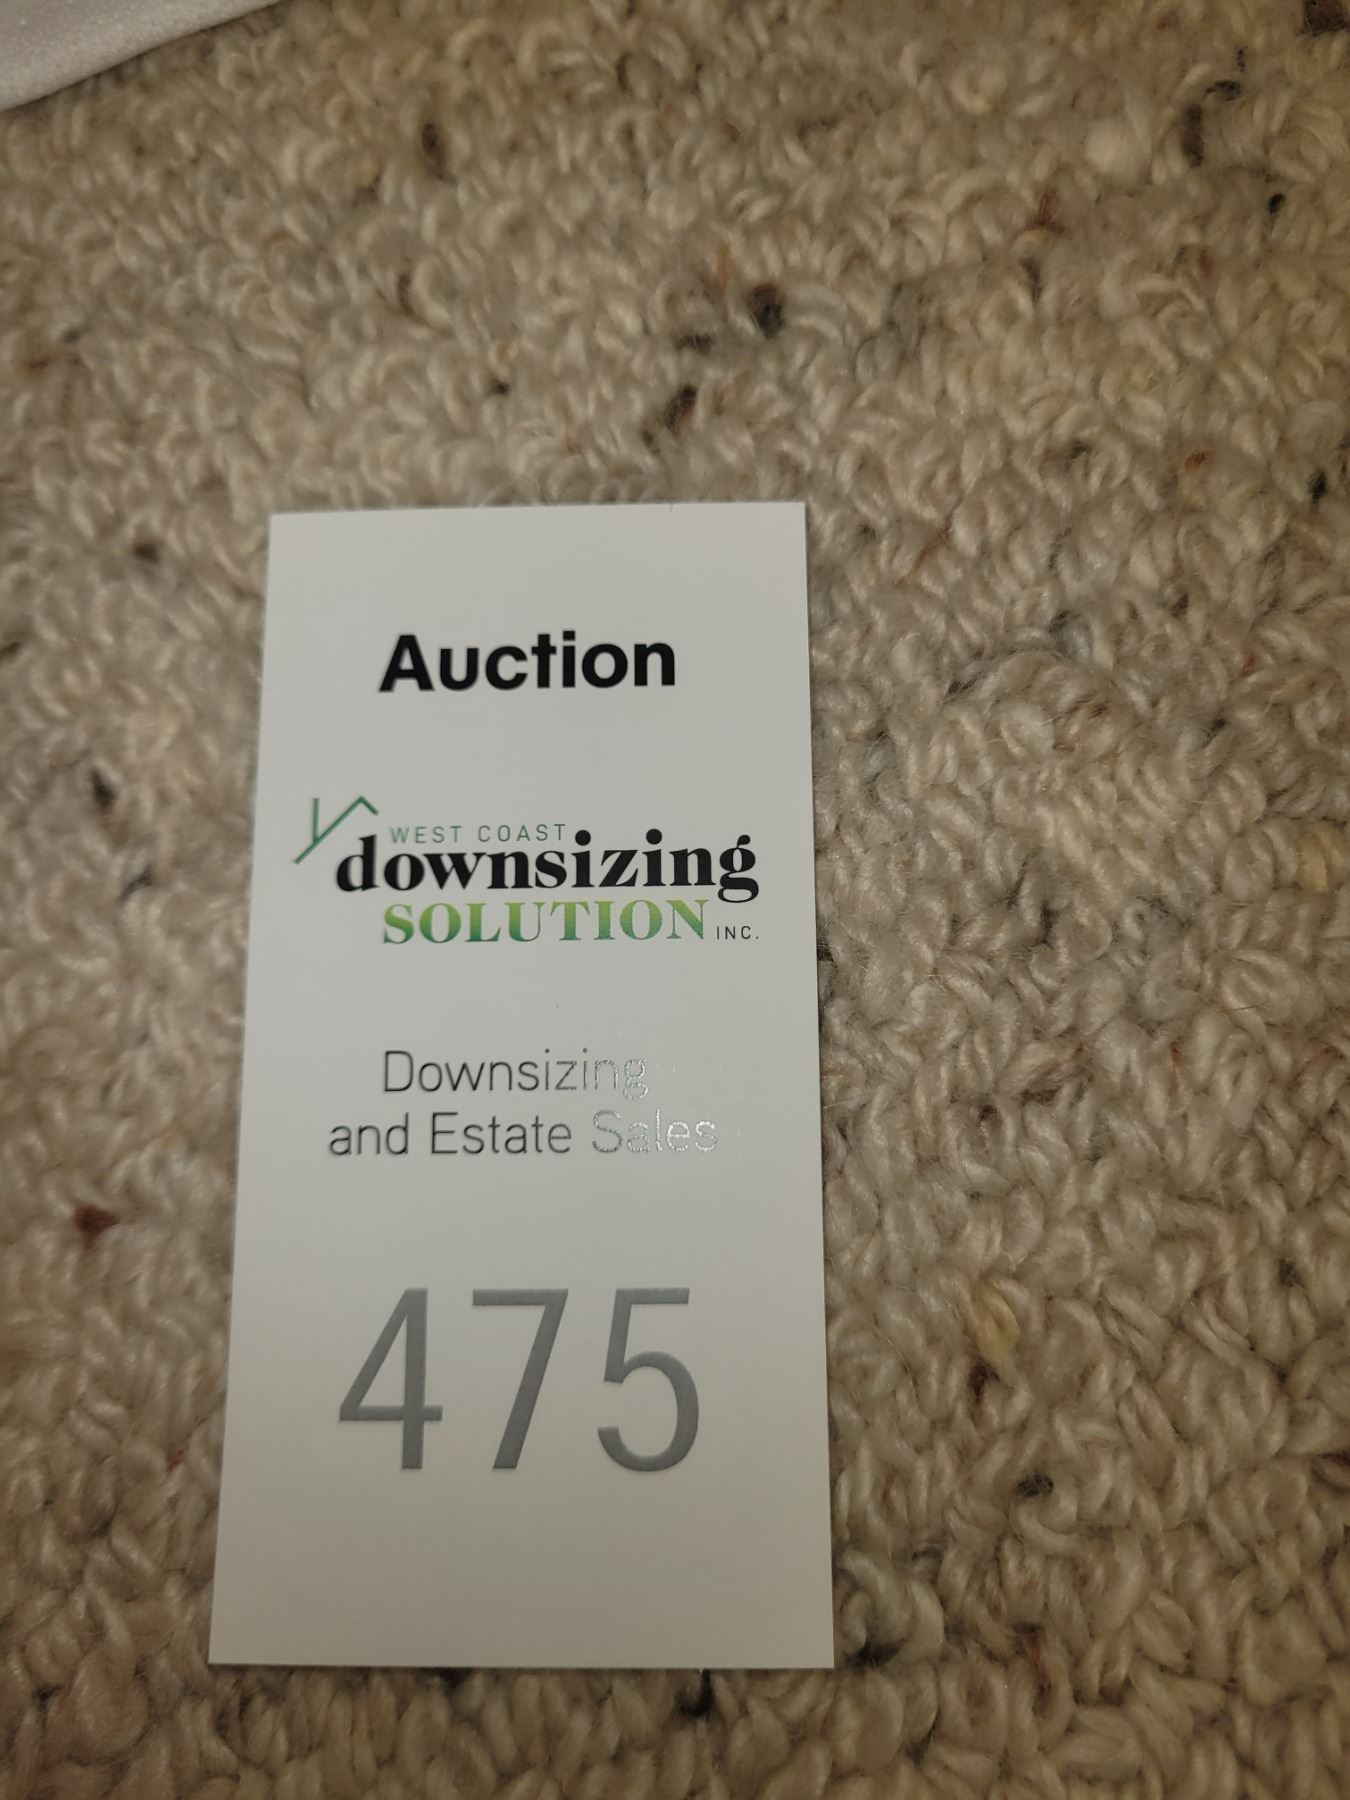 Auction
WEST COAST
downsizing
SOLUTION INC.
Downsizing
and Estate Sales
475